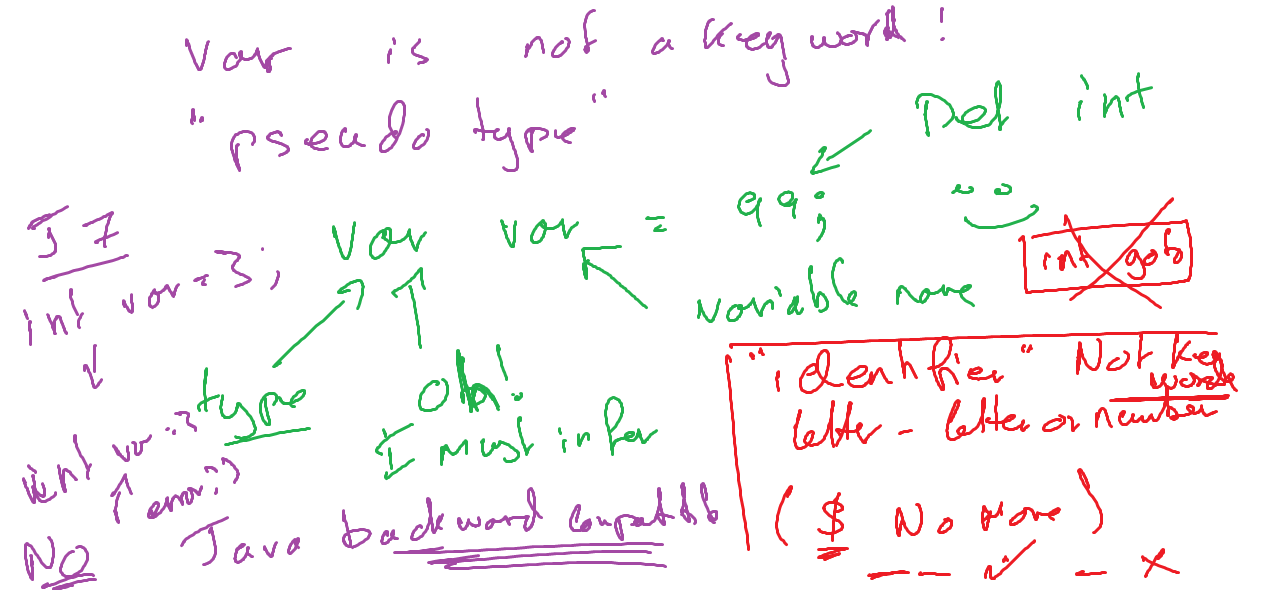 Var is not a keyword!
"pseudo type"
Det int
J7
int var = 3;
var var = 99;
int goto
variable name
type
Oh!
I must infer
"identifier" Not key
words
letter - letter or number
int var = 3
error??
($ No More)
NO Java backward compatible
__ ✓ _ X